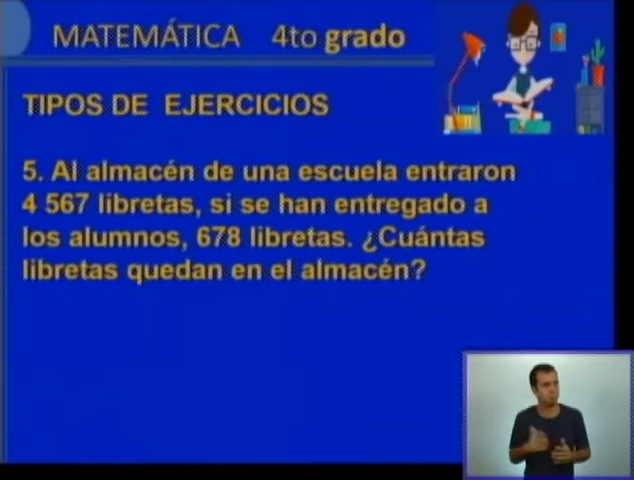 MATEMÁTICA 4to grado
TIPOS DE EJERCICIOS
5. Al almacén de una escuela entraron
4 567 libretas, si se han entregado a
los alumnos, 678 libretas. ¿Cuántas
libretas quedan en el almacén?